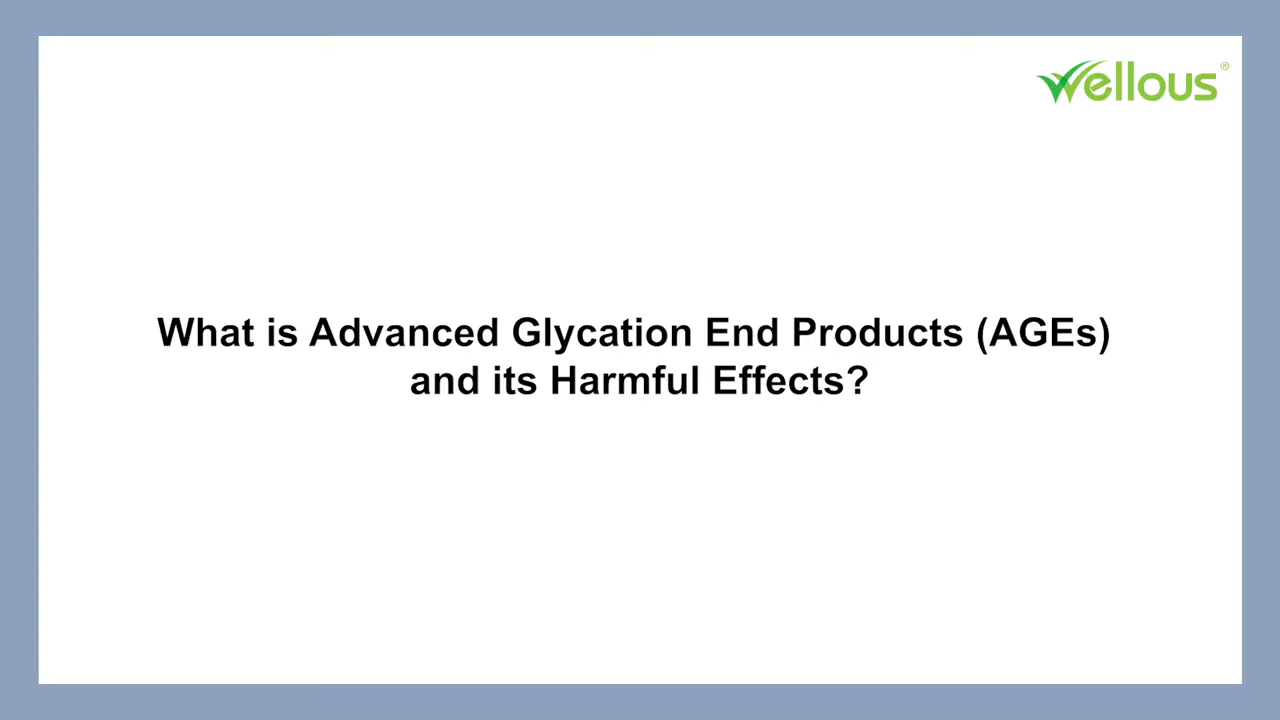 Wellous®
What is Advanced Glycation End Products (AGEs)
and its Harmful Effects?